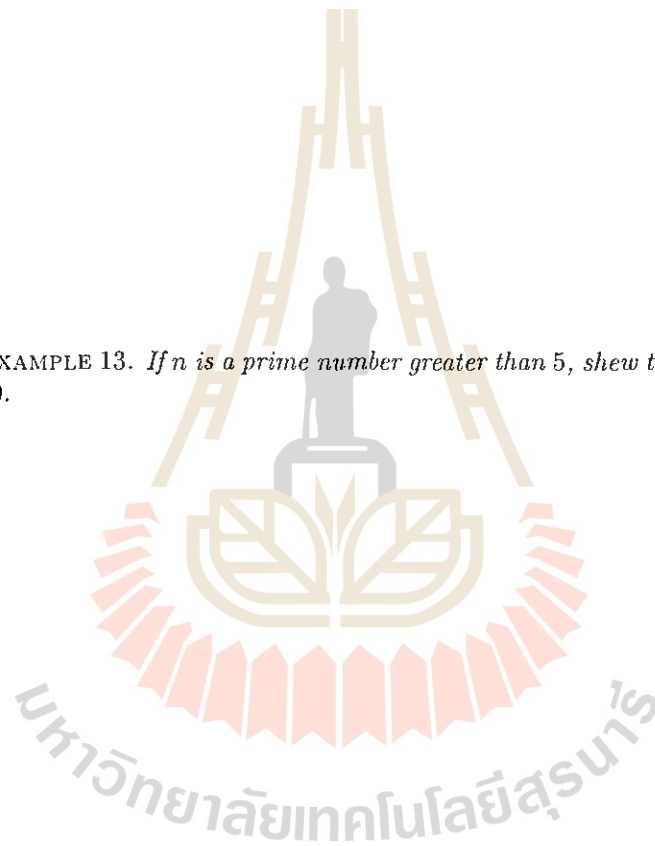 XAMPLE 13. If n is a prime number greater than 5, shew t
).
มหาวิทยาลัยเทคโนโลยีสุรนารี